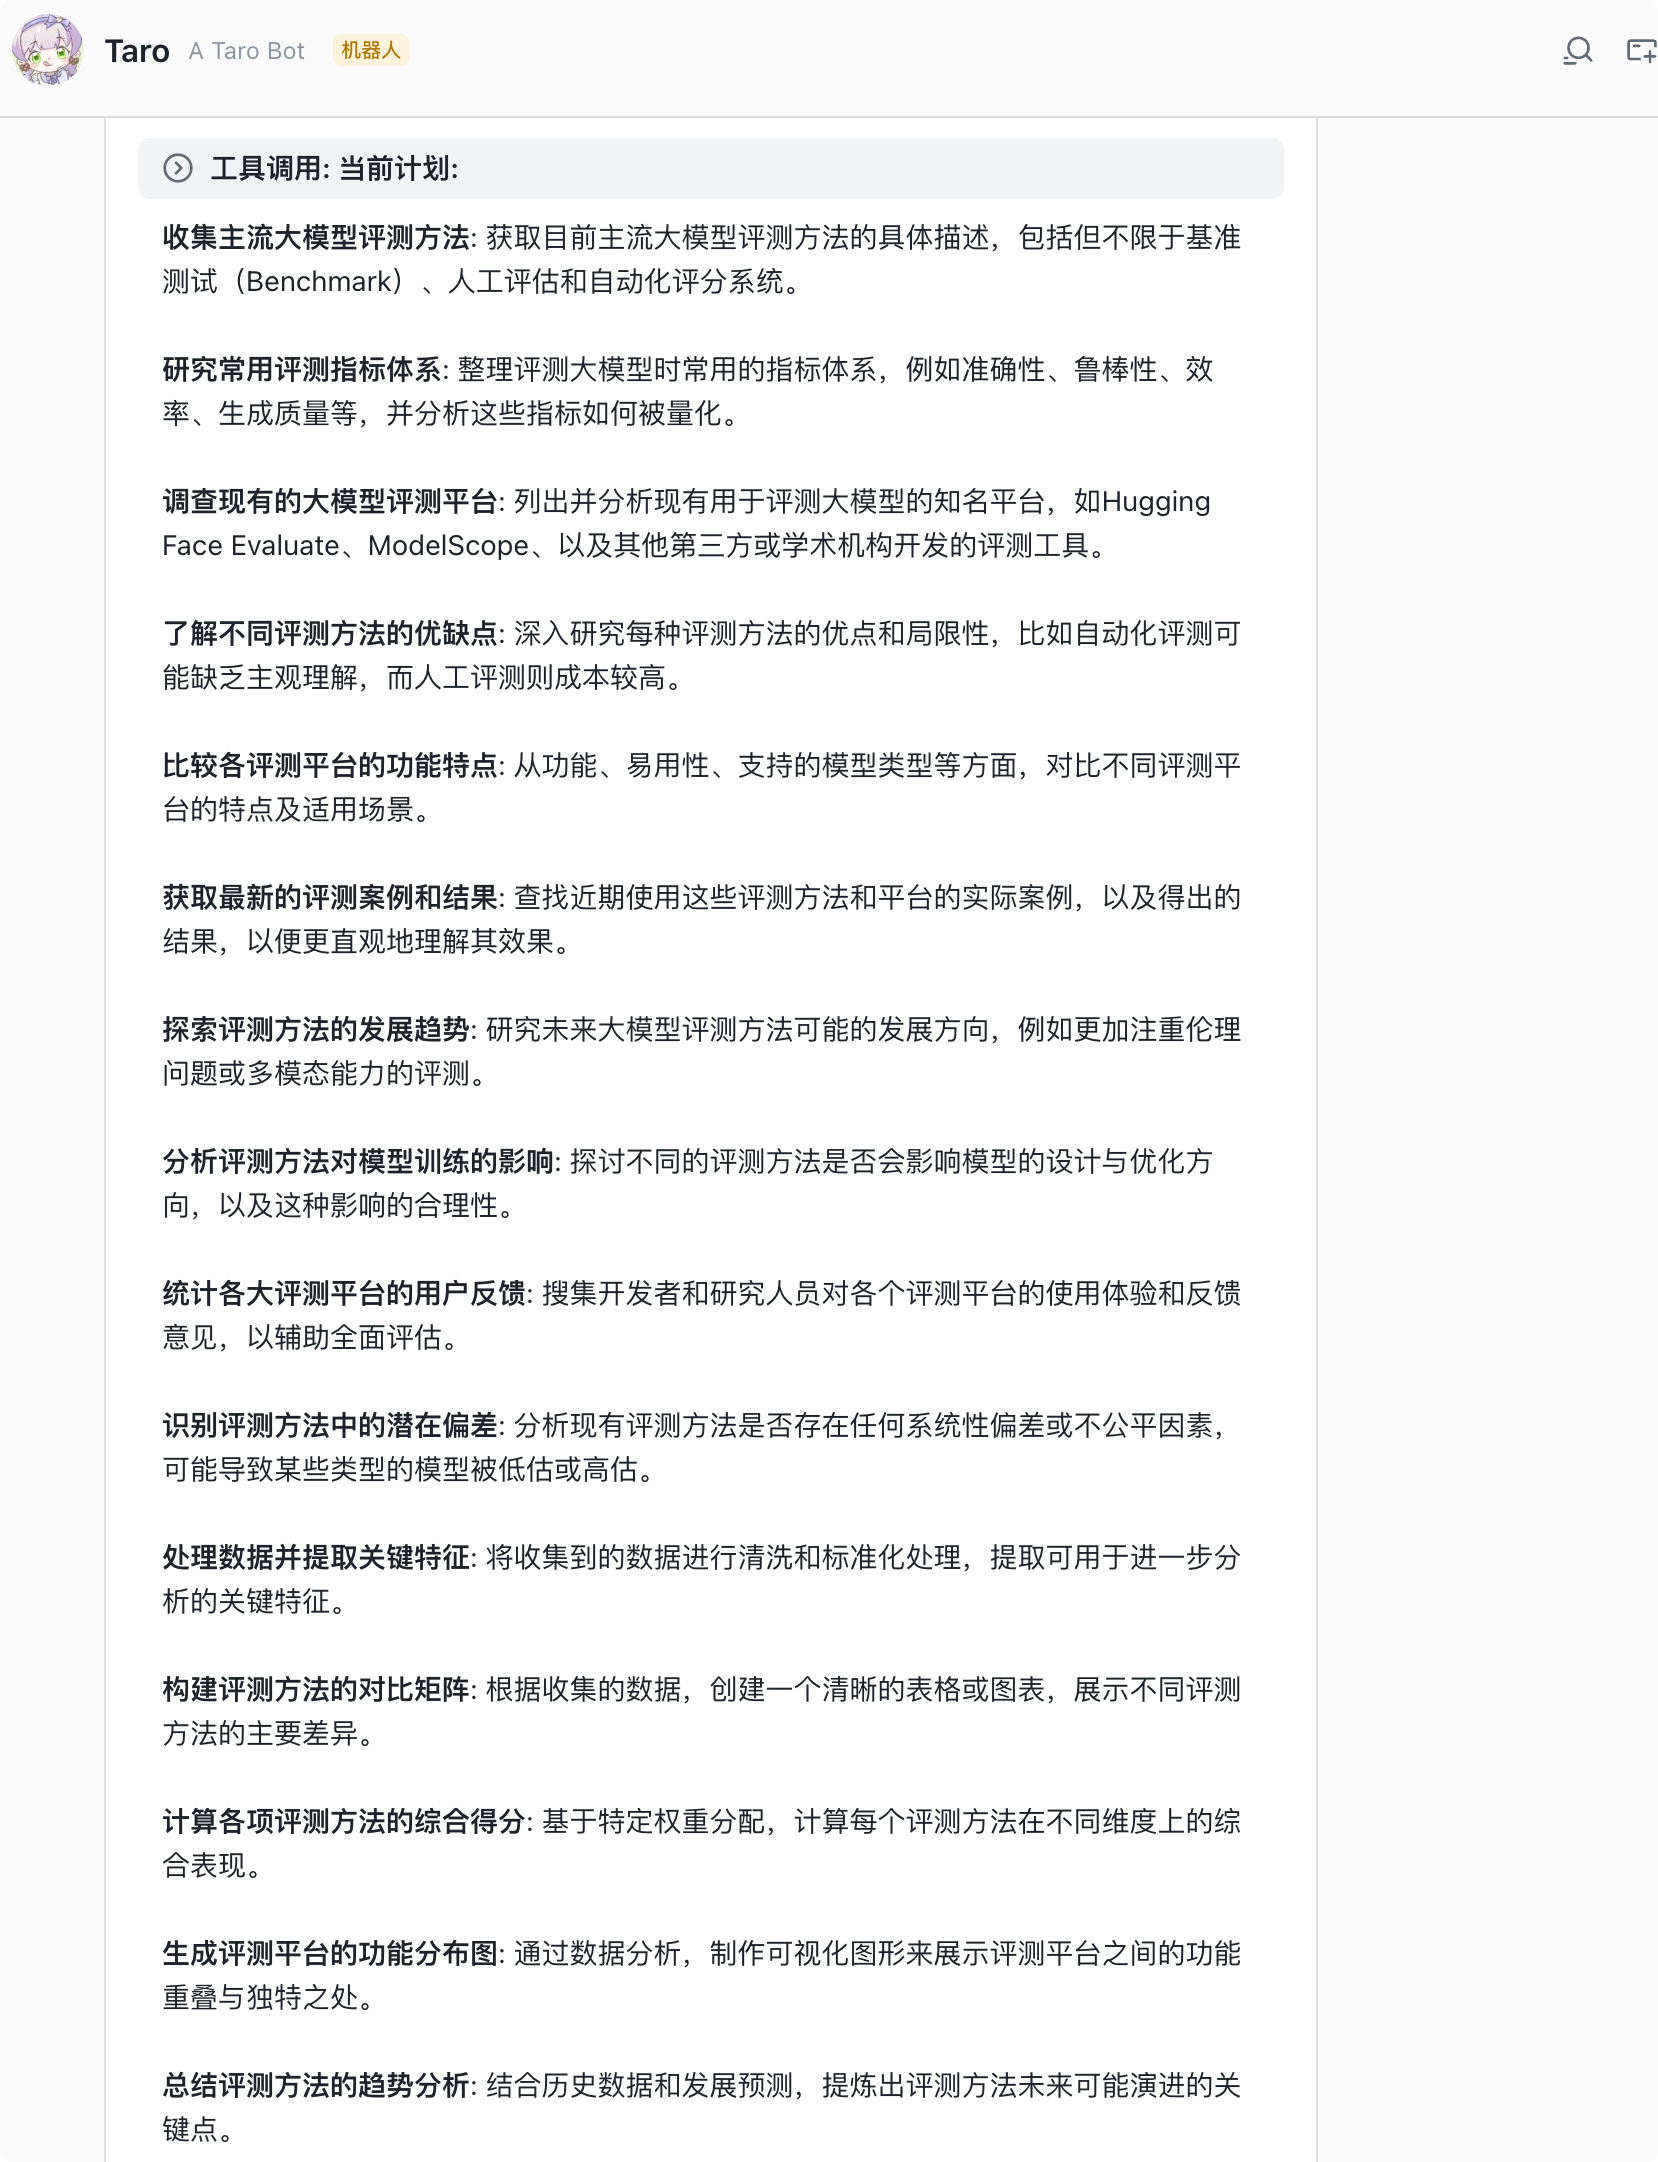 Taro A Taro Bot 机器人
工具调用: 当前计划:
收集主流大模型评测方法: 获取目前主流大模型评测方法的具体描述，包括但不限于基准
测试（Benchmark）、人工评估和自动化评分系统。
研究常用评测指标体系: 整理评测大模型时常用的指标体系，例如准确性、鲁棒性、效
率、生成质量等，并分析这些指标如何被量化。
调查现有的大模型评测平台: 列出并分析现有用于评测大模型的知名平台，如Hugging
Face Evaluate、ModelScope、以及其他第三方或学术机构开发的评测工具。
了解不同评测方法的优缺点: 深入研究每种评测方法的优点和局限性，比如自动化评测可
能缺乏主观理解，而人工评测则成本较高。
比较各评测平台的功能特点: 从功能、易用性、支持的模型类型等方面，对比不同评测平
台的特点及适用场景。
获取最新的评测案例和结果: 查找近期使用这些评测方法和平台的实际案例，以及得出的
结果，以便更直观地理解其效果。
探索评测方法的发展趋势: 研究未来大模型评测方法可能的发展方向，例如更加注重伦理
问题或多模态能力的评测。
分析评测方法对模型训练的影响: 探讨不同的评测方法是否会影响模型的设计与优化方
向，以及这种影响的合理性。
统计各大评测平台的用户反馈: 搜集开发者和研究人员对各个评测平台的使用体验和反馈
意见，以辅助全面评估。
识别评测方法中的潜在偏差: 分析现有评测方法是否存在任何系统性偏差或不公平因素，
可能导致某些类型的模型被低估或高估。
处理数据并提取关键特征: 将收集到的数据进行清洗和标准化处理，提取可用于进一步分
析的关键特征。
构建评测方法的对比矩阵: 根据收集的数据，创建一个清晰的表格或图表，展示不同评测
方法的主要差异。
计算各项评测方法的综合得分: 基于特定权重分配，计算每个评测方法在不同维度上的综
合表现。
生成评测平台的功能分布图: 通过数据分析，制作可视化图形来展示评测平台之间的功能
重叠与独特之处。
总结评测方法的趋势分析: 结合历史数据和发展预测，提炼出评测方法未来可能演进的关
键点。